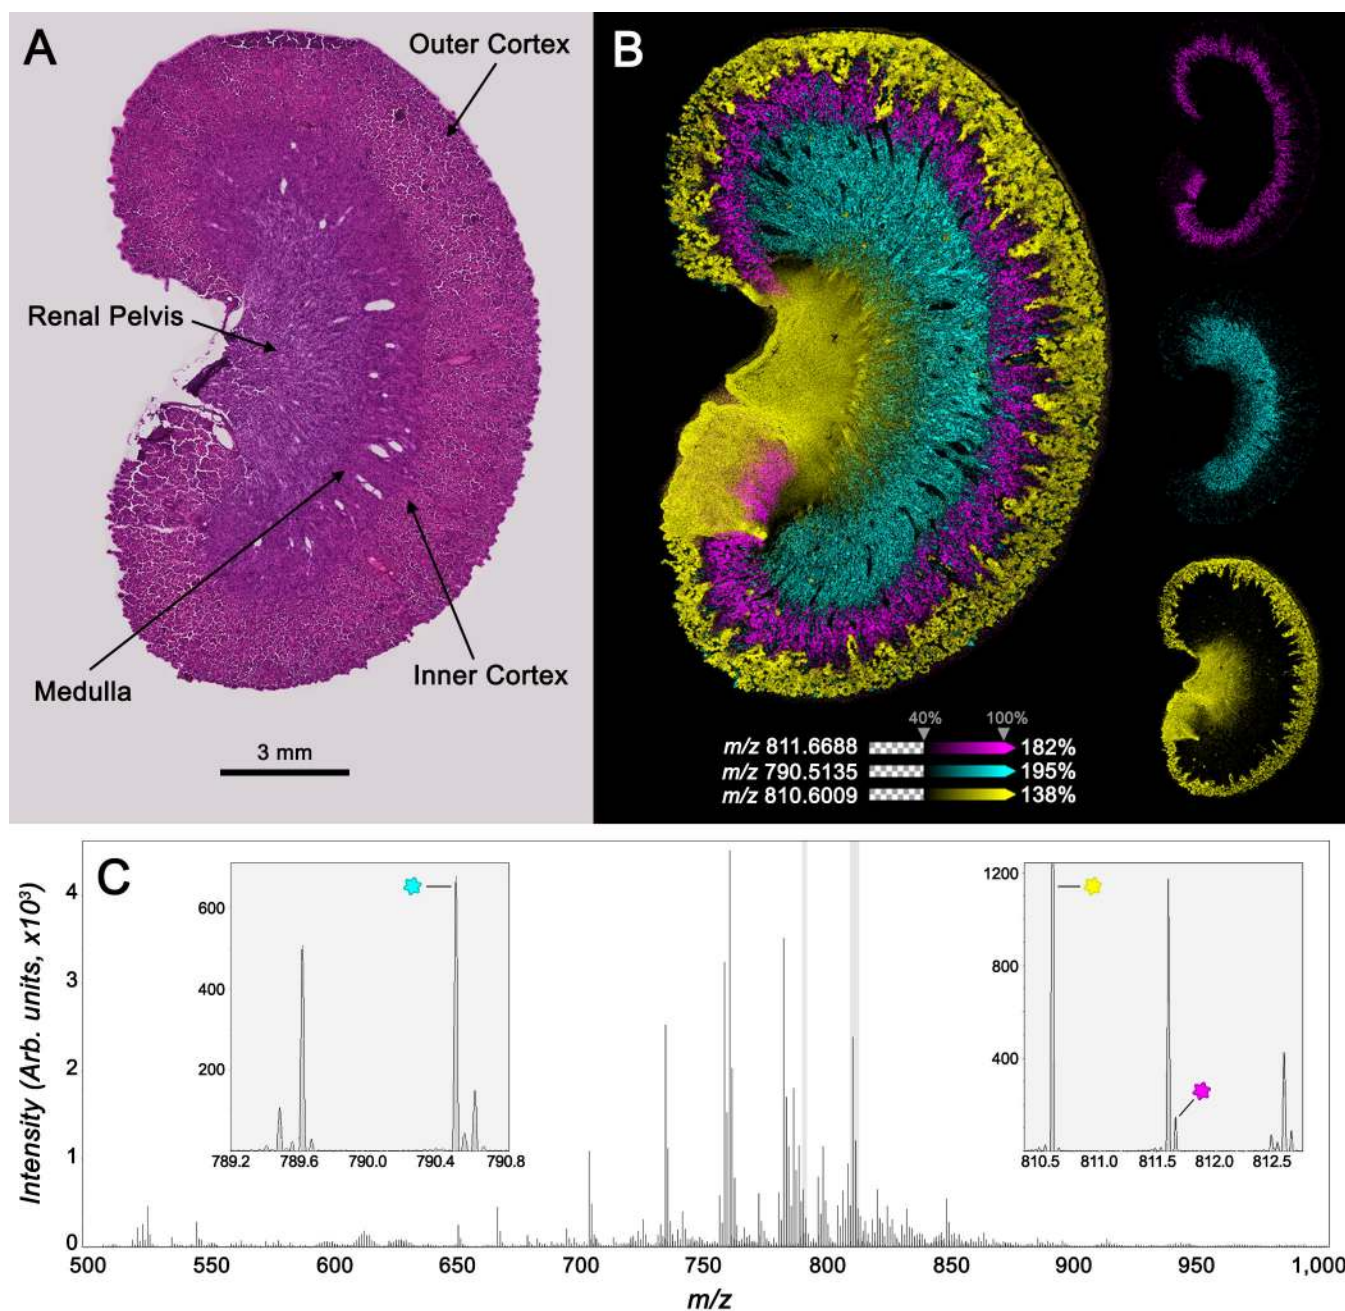 A
Outer Cortex
Renal Pelvis
Medulla
Inner Cortex
3 mm
B
40% 100%
m/z 811.6688 182%
m/z 790.5135 195%
m/z 810.6009 138%
C
Intensity (Arb. units, x10³)
4
3
2
1
0
600
400
200
789.2 789.6 790.0 790.4 790.8
1200
800
400
810.5 811.0 811.5 812.0 812.5
500 550 600 650 700 750 800 850 900 950 1,000
m/z